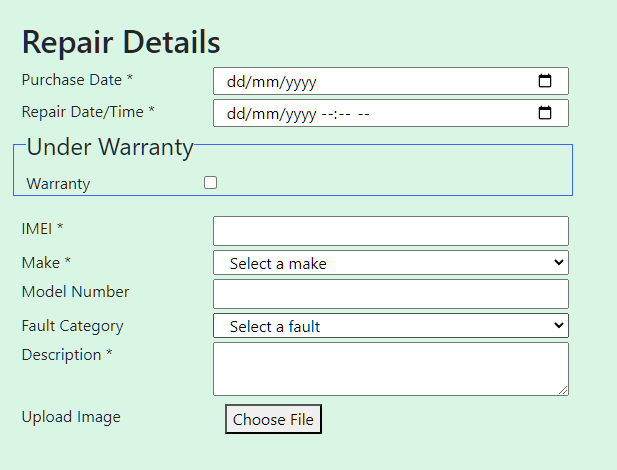 Repair Details
Purchase Date * dd/mm/yyyy
Repair Date/Time * dd/mm/yyyy --:-- --
Under Warranty
Warranty
IMEI *
Make * Select a make
Model Number
Fault Category Select a fault
Description *
Upload Image Choose File